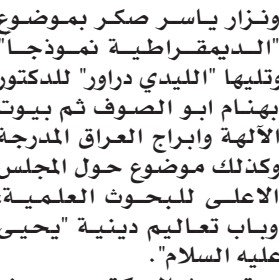 ونزار ياسر صكر بموضوع
"الديمقراطية نموذجا"
وتليها "الليدي دراور" للدكتور
بهنام ابو الصوف ثم بيوت
الآلهة وابراج العراق المدرجة
وكذلك موضوع حول المجلس
الاعلى للبحوث العلمية،
وباب تعاليم دينية "يحيى
عليه السلام".